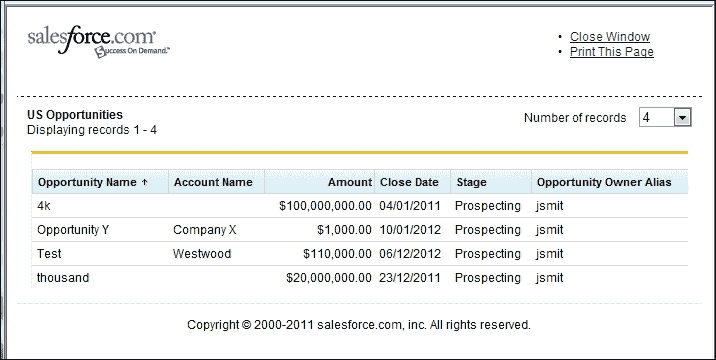 salesforce.com®
Success On Demand.™
• Close Window
• Print This Page
US Opportunities
Displaying records 1 - 4
Number of records 4
Opportunity Name ↑ Account Name Amount Close Date Stage Opportunity Owner Alias
4k $100,000,000.00 04/01/2011 Prospecting jsmit
Opportunity Y Company X $1,000.00 10/01/2012 Prospecting jsmit
Test Westwood $110,000.00 06/12/2012 Prospecting jsmit
thousand $20,000,000.00 23/12/2011 Prospecting jsmit
Copyright © 2000-2011 salesforce.com, inc. All rights reserved.